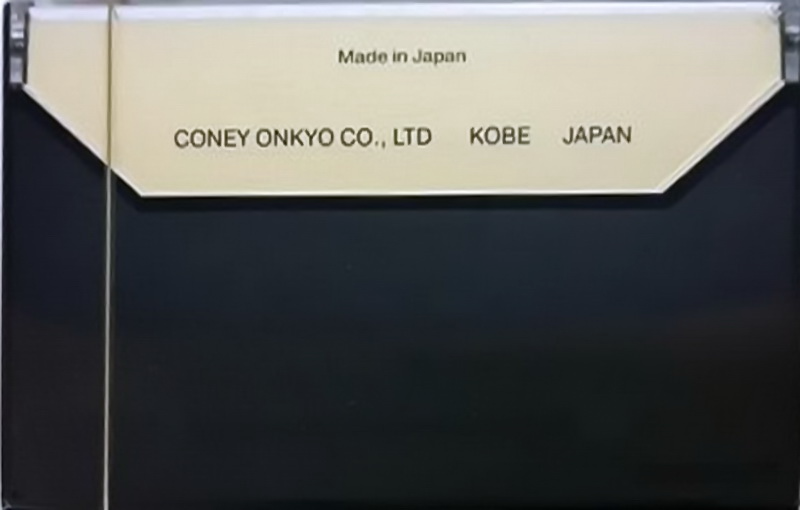 Made in Japan
CONEY ONKYO CO., LTD KOBE JAPAN